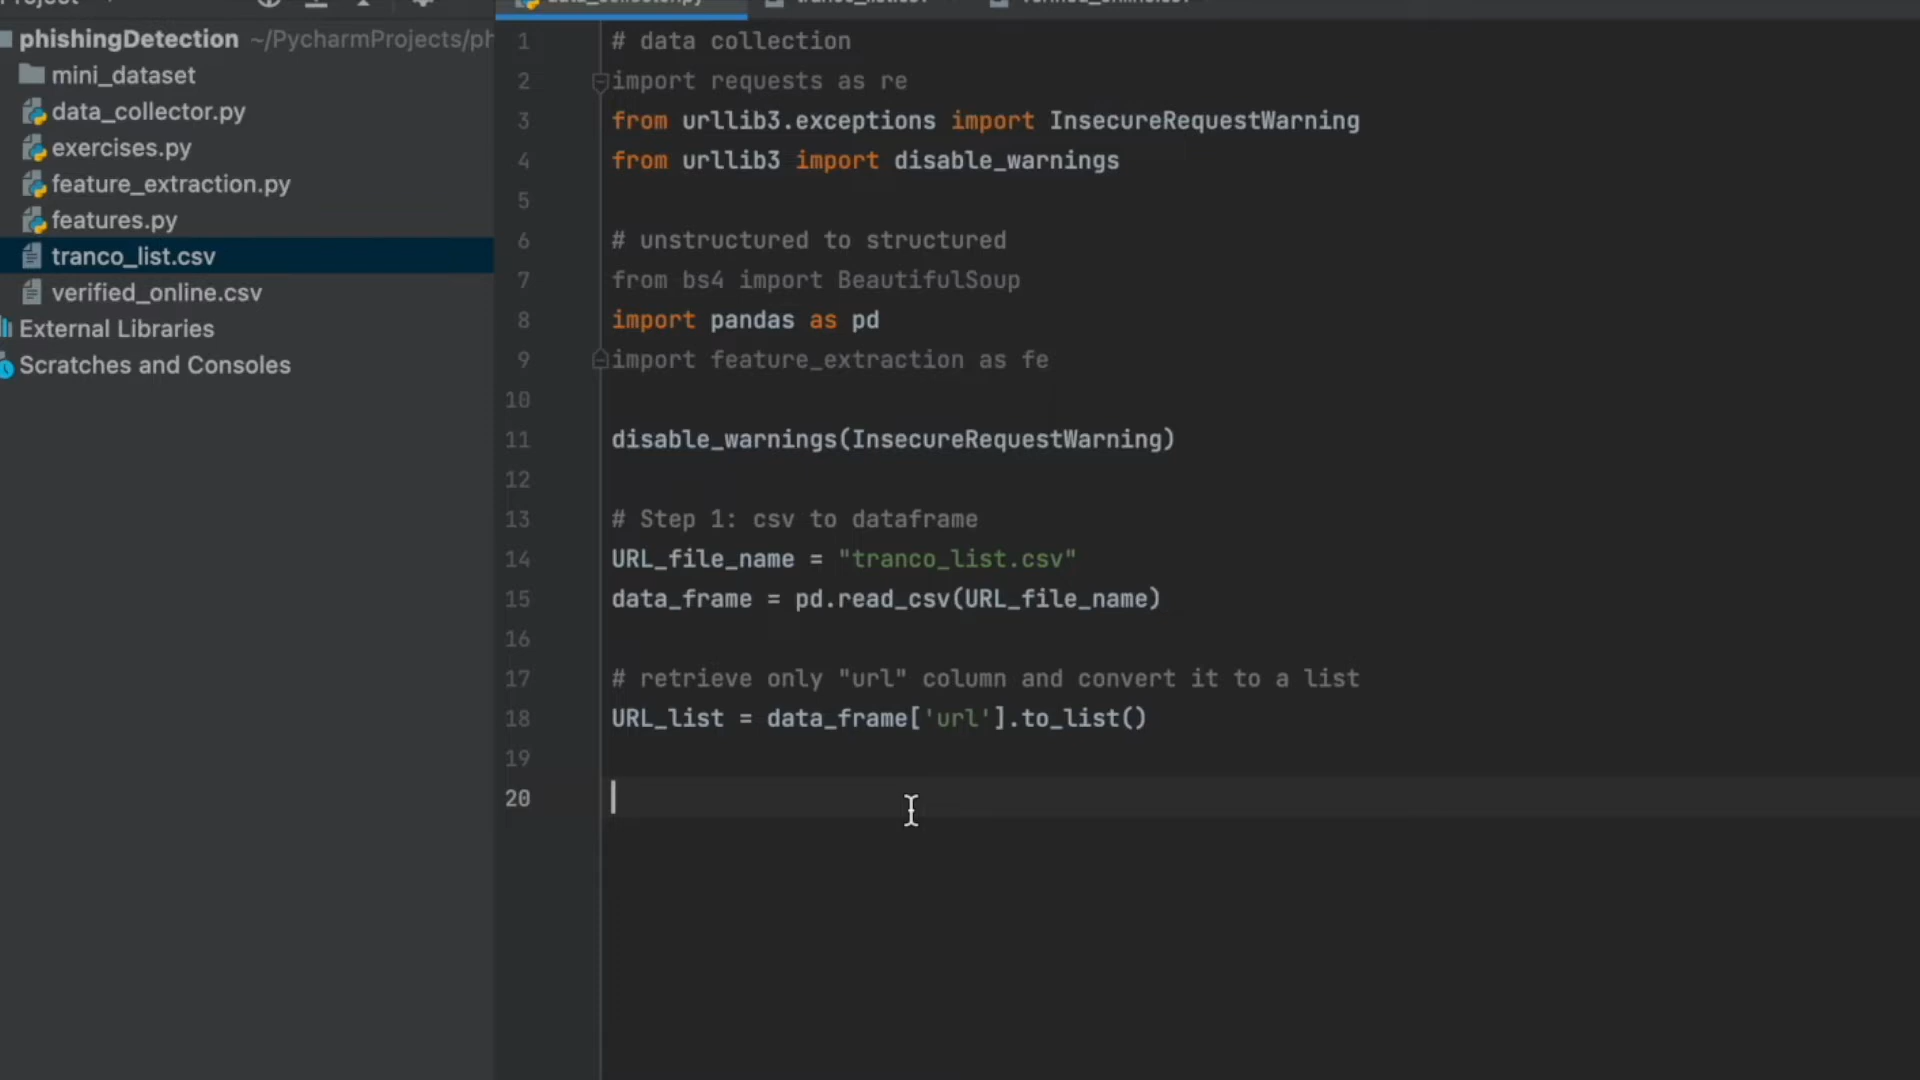 phishingDetection ~/PycharmProjects/ph
mini_dataset
data_collector.py
exercises.py
feature_extraction.py
features.py
tranco_list.csv
verified_online.csv
External Libraries
Scratches and Consoles
1 # data collection
2 import requests as re
3 from urllib3.exceptions import InsecureRequestWarning
4 from urllib3 import disable_warnings
5
6 # unstructured to structured
7 from bs4 import BeautifulSoup
8 import pandas as pd
9 import feature_extraction as fe
10
11 disable_warnings(InsecureRequestWarning)
12
13 # Step 1: csv to dataframe
14 URL_file_name = "tranco_list.csv"
15 data_frame = pd.read_csv(URL_file_name)
16
17 # retrieve only "url" column and convert it to a list
18 URL_list = data_frame['url'].to_list()
19
20